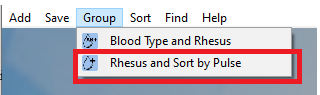 Add Save Group Sort Find Help
Blood Type and Rhesus
Rhesus and Sort by Pulse